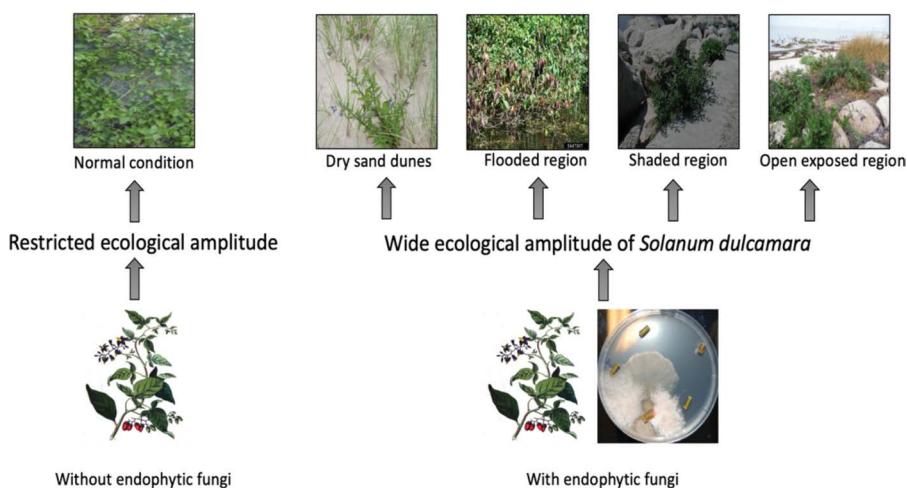 Normal condition
Dry sand dunes
Flooded region
Shaded region
Open exposed region
Restricted ecological amplitude
Wide ecological amplitude of Solanum dulcamara
Without endophytic fungi
With endophytic fungi